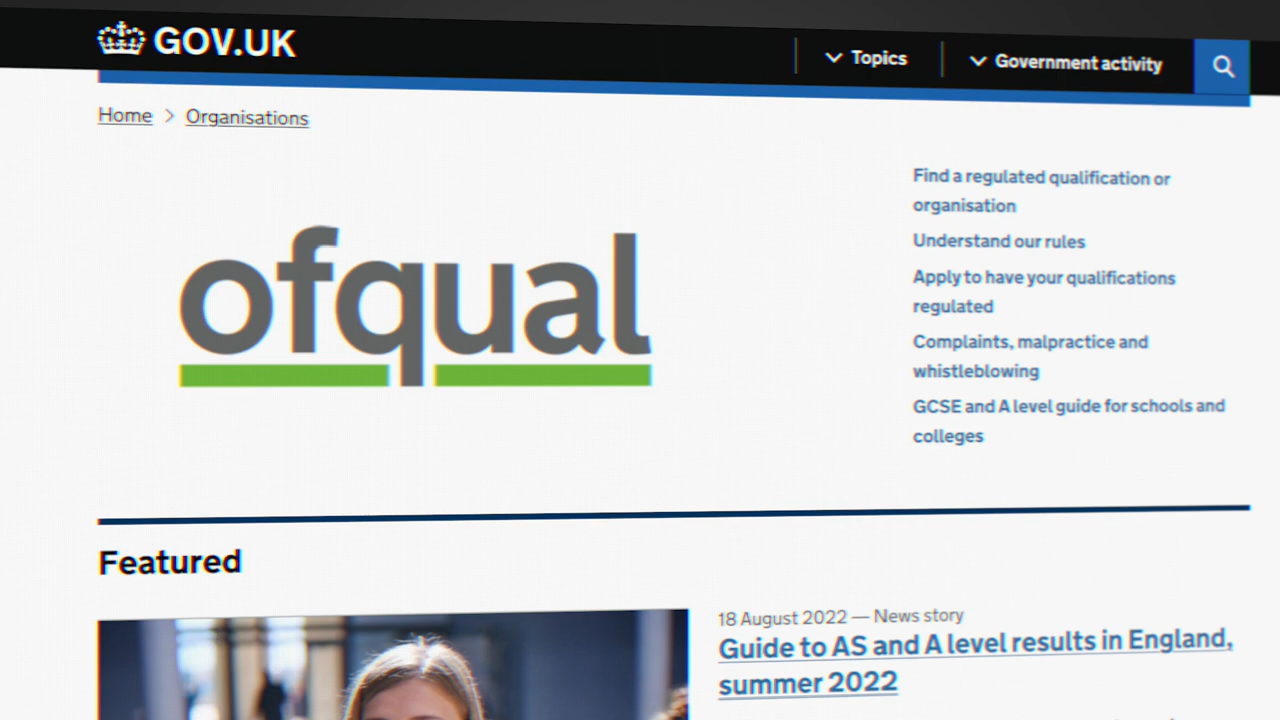 GOV.UK
Topics
Government activity
Home
Organisations
ofqual
Find a regulated qualification or
organisation
Understand our rules
Apply to have your qualifications
regulated
Complaints, malpractice and
whistleblowing
GCSE and A level guide for schools and
colleges
Featured
18 August 2022 — News story
Guide to AS and A level results in England,
summer 2022